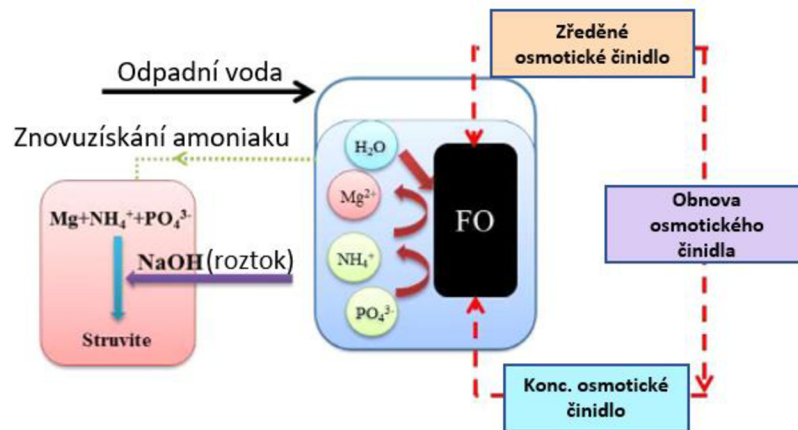 Zředěné
osmotické činidlo
Odpadní voda
Znovuzískání amoniaku
H₂O
Mg²⁺
FO
NH₄⁺
PO₄³⁻
Mg+NH₄⁺+PO₄³⁻
NaOH(roztok)
Struvite
Obnova
osmotického
činidla
Konc. osmotické
činidlo